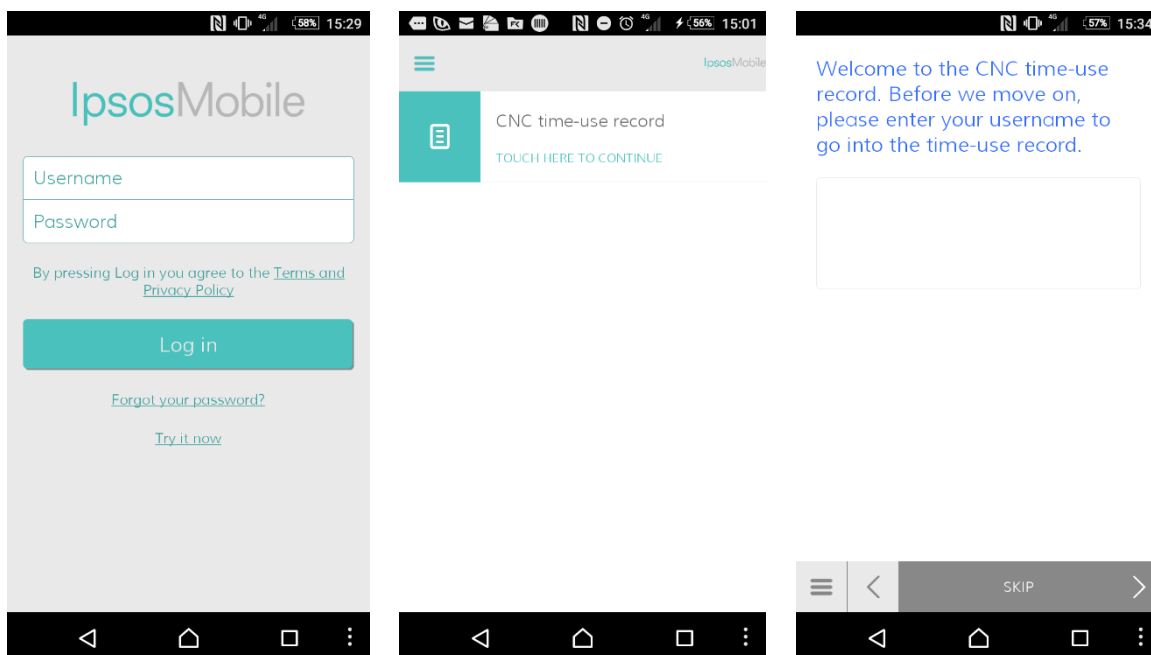 4G 58% 15:29
IpsosMobile
Username
Password
By pressing Log in you agree to the Terms and
Privacy Policy
Log in
Forgot your password?
Try it now
4G 56% 15:01
IpsosMobile
CNC time-use record
TOUCH HERE TO CONTINUE
4G 57% 15:34
Welcome to the CNC time-use
record. Before we move on,
please enter your username to
go into the time-use record.
SKIP